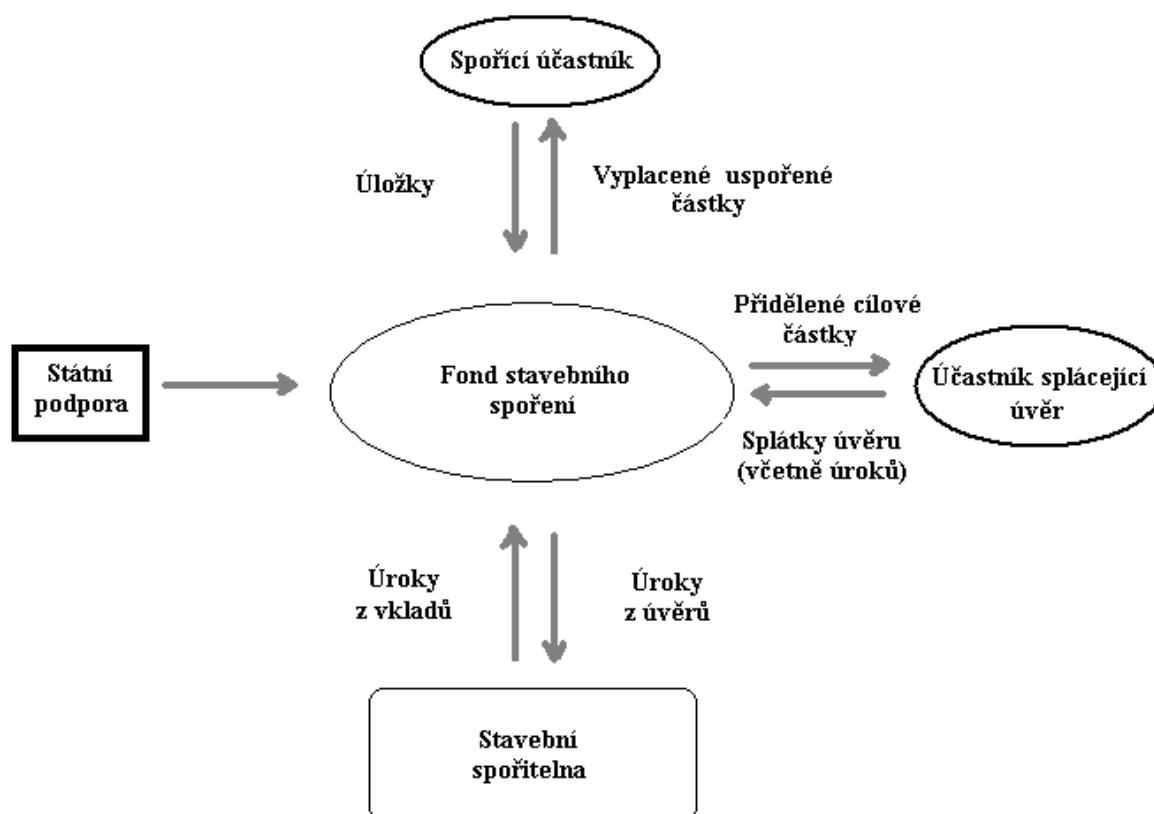 Spořící účastník
Úložky
Vyplacené uspořené
částky
Přidělené cílové
částky
Státní
podpora
Fond stavebního
spoření
Účastník splácející
úvěr
Splátky úvěru
(včetně úroků)
Úroky
z vkladů
Úroky
z úvěrů
Stavební
spořitelna